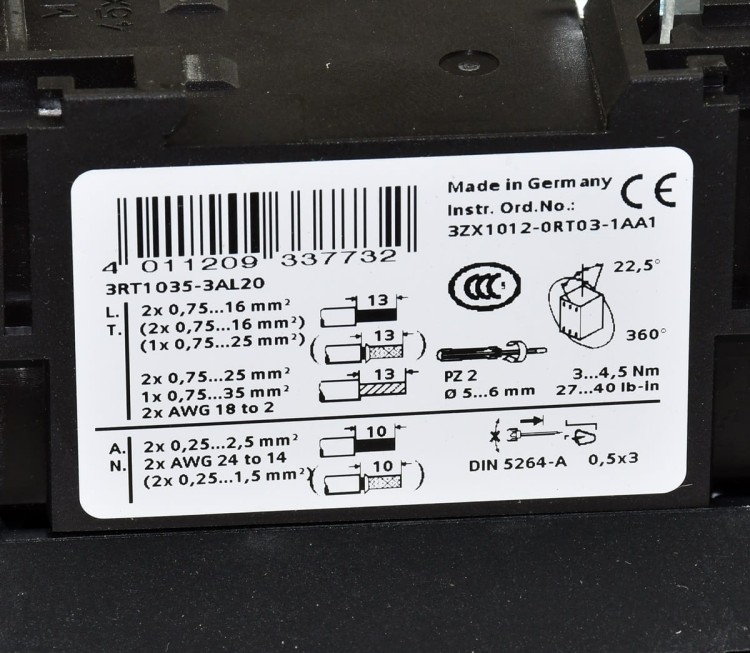 4 011209 337732
3RT1035-3AL20
Made in Germany CE
Instr. Ord.No.:
3ZX1012-0RT03-1AA1
CCC
22,5°
360°
L. 2x 0,75...16 mm² 13
T. (2x 0,75...16 mm²)
(1x 0,75...25 mm²) 13
2x 0,75...25 mm² 13
1x 0,75...35 mm²
2x AWG 18 to 2
PZ 2 3...4,5 Nm
Ø 5...6 mm 27...40 lb-in
A. 2x 0,25...2,5 mm² 10
N. 2x AWG 24 to 14
(2x 0,25...1,5 mm²) 10
DIN 5264-A 0,5x3